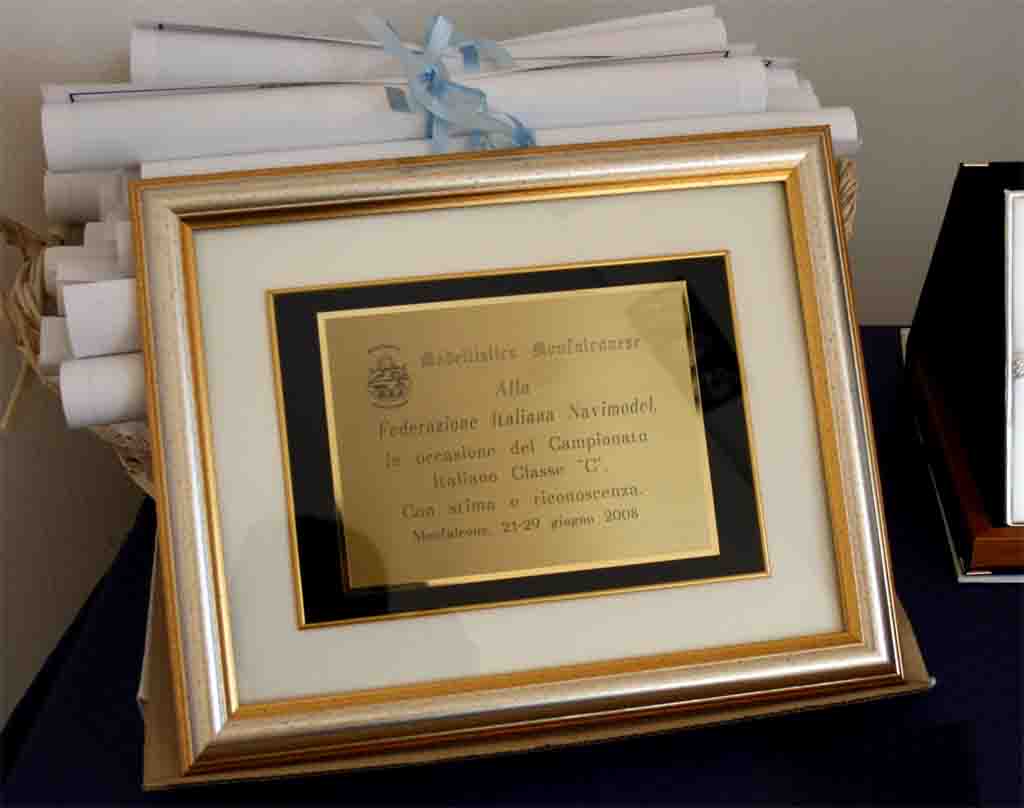 Modellistica Monfalconese
Alla
Federazione Italiana Navimodel,
in occasione del Campionato
Italiano Classe "C".
Con stima e riconoscenza.
Monfalcone, 21-29 giugno 2008